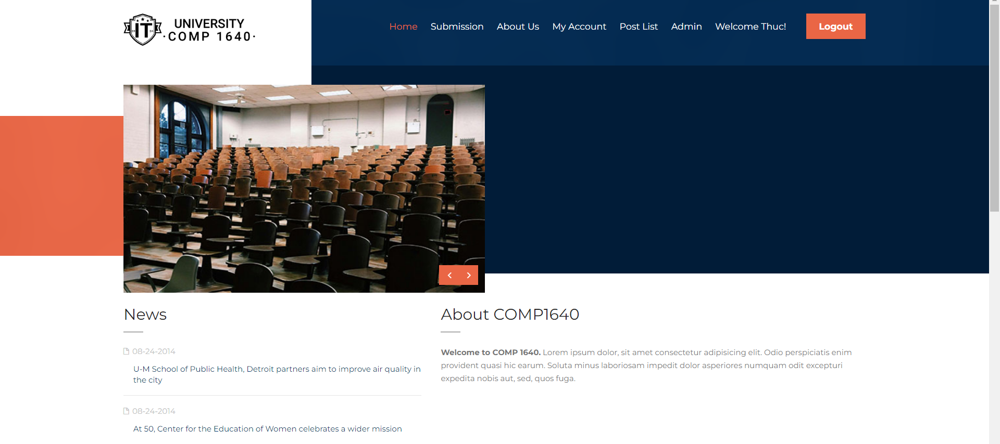 IT
20 24
UNIVERSITY
·COMP 1640·
Home Submission About Us My Account Post List Admin Welcome Thuc! Logout
News
08-24-2014
U-M School of Public Health, Detroit partners aim to improve air quality in
the city
08-24-2014
At 50, Center for the Education of Women celebrates a wider mission
About COMP1640
Welcome to COMP 1640. Lorem ipsum dolor, sit amet consectetur adipisicing elit. Odio perspiciatis enim
provident quasi hic earum. Soluta minus laboriosam impedit dolor asperiores numquam odit excepturi
expedita nobis aut, sed, quos fuga.